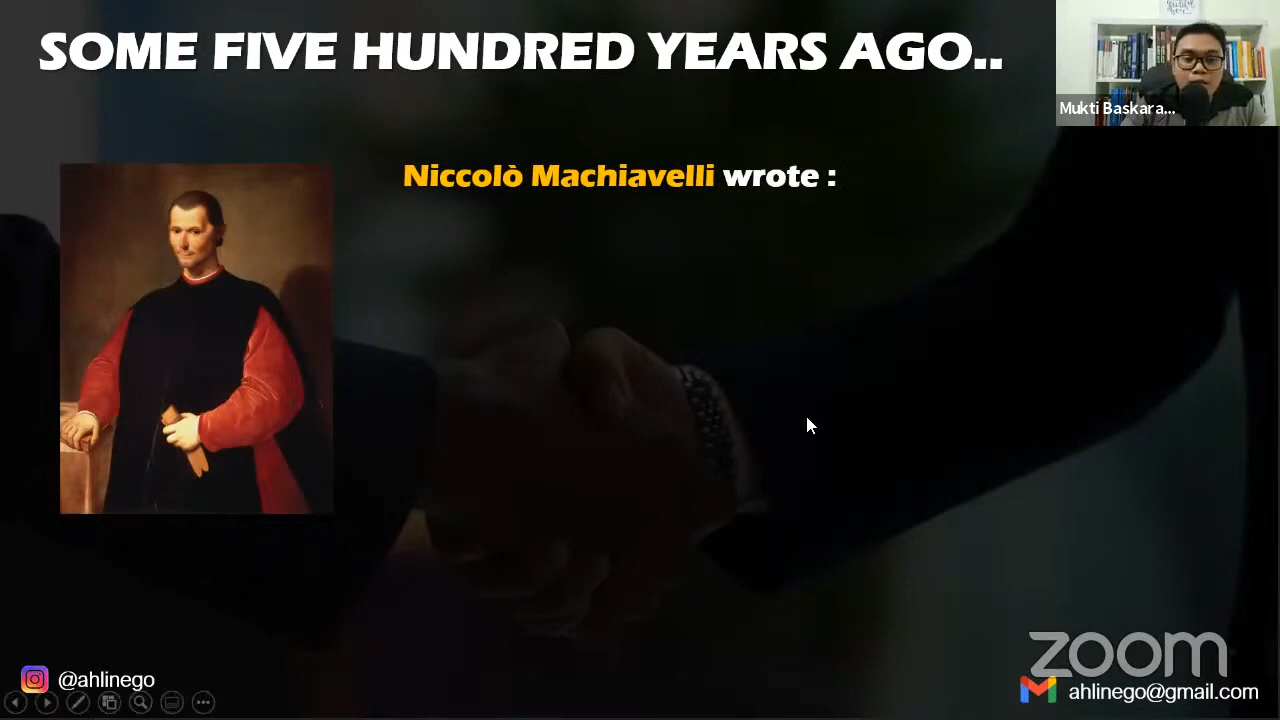 SOME FIVE HUNDRED YEARS AGO..
Mukti Baskara...
Niccolò Machiavelli wrote :
zoom
@ahlinego
ahlinego@gmail.com